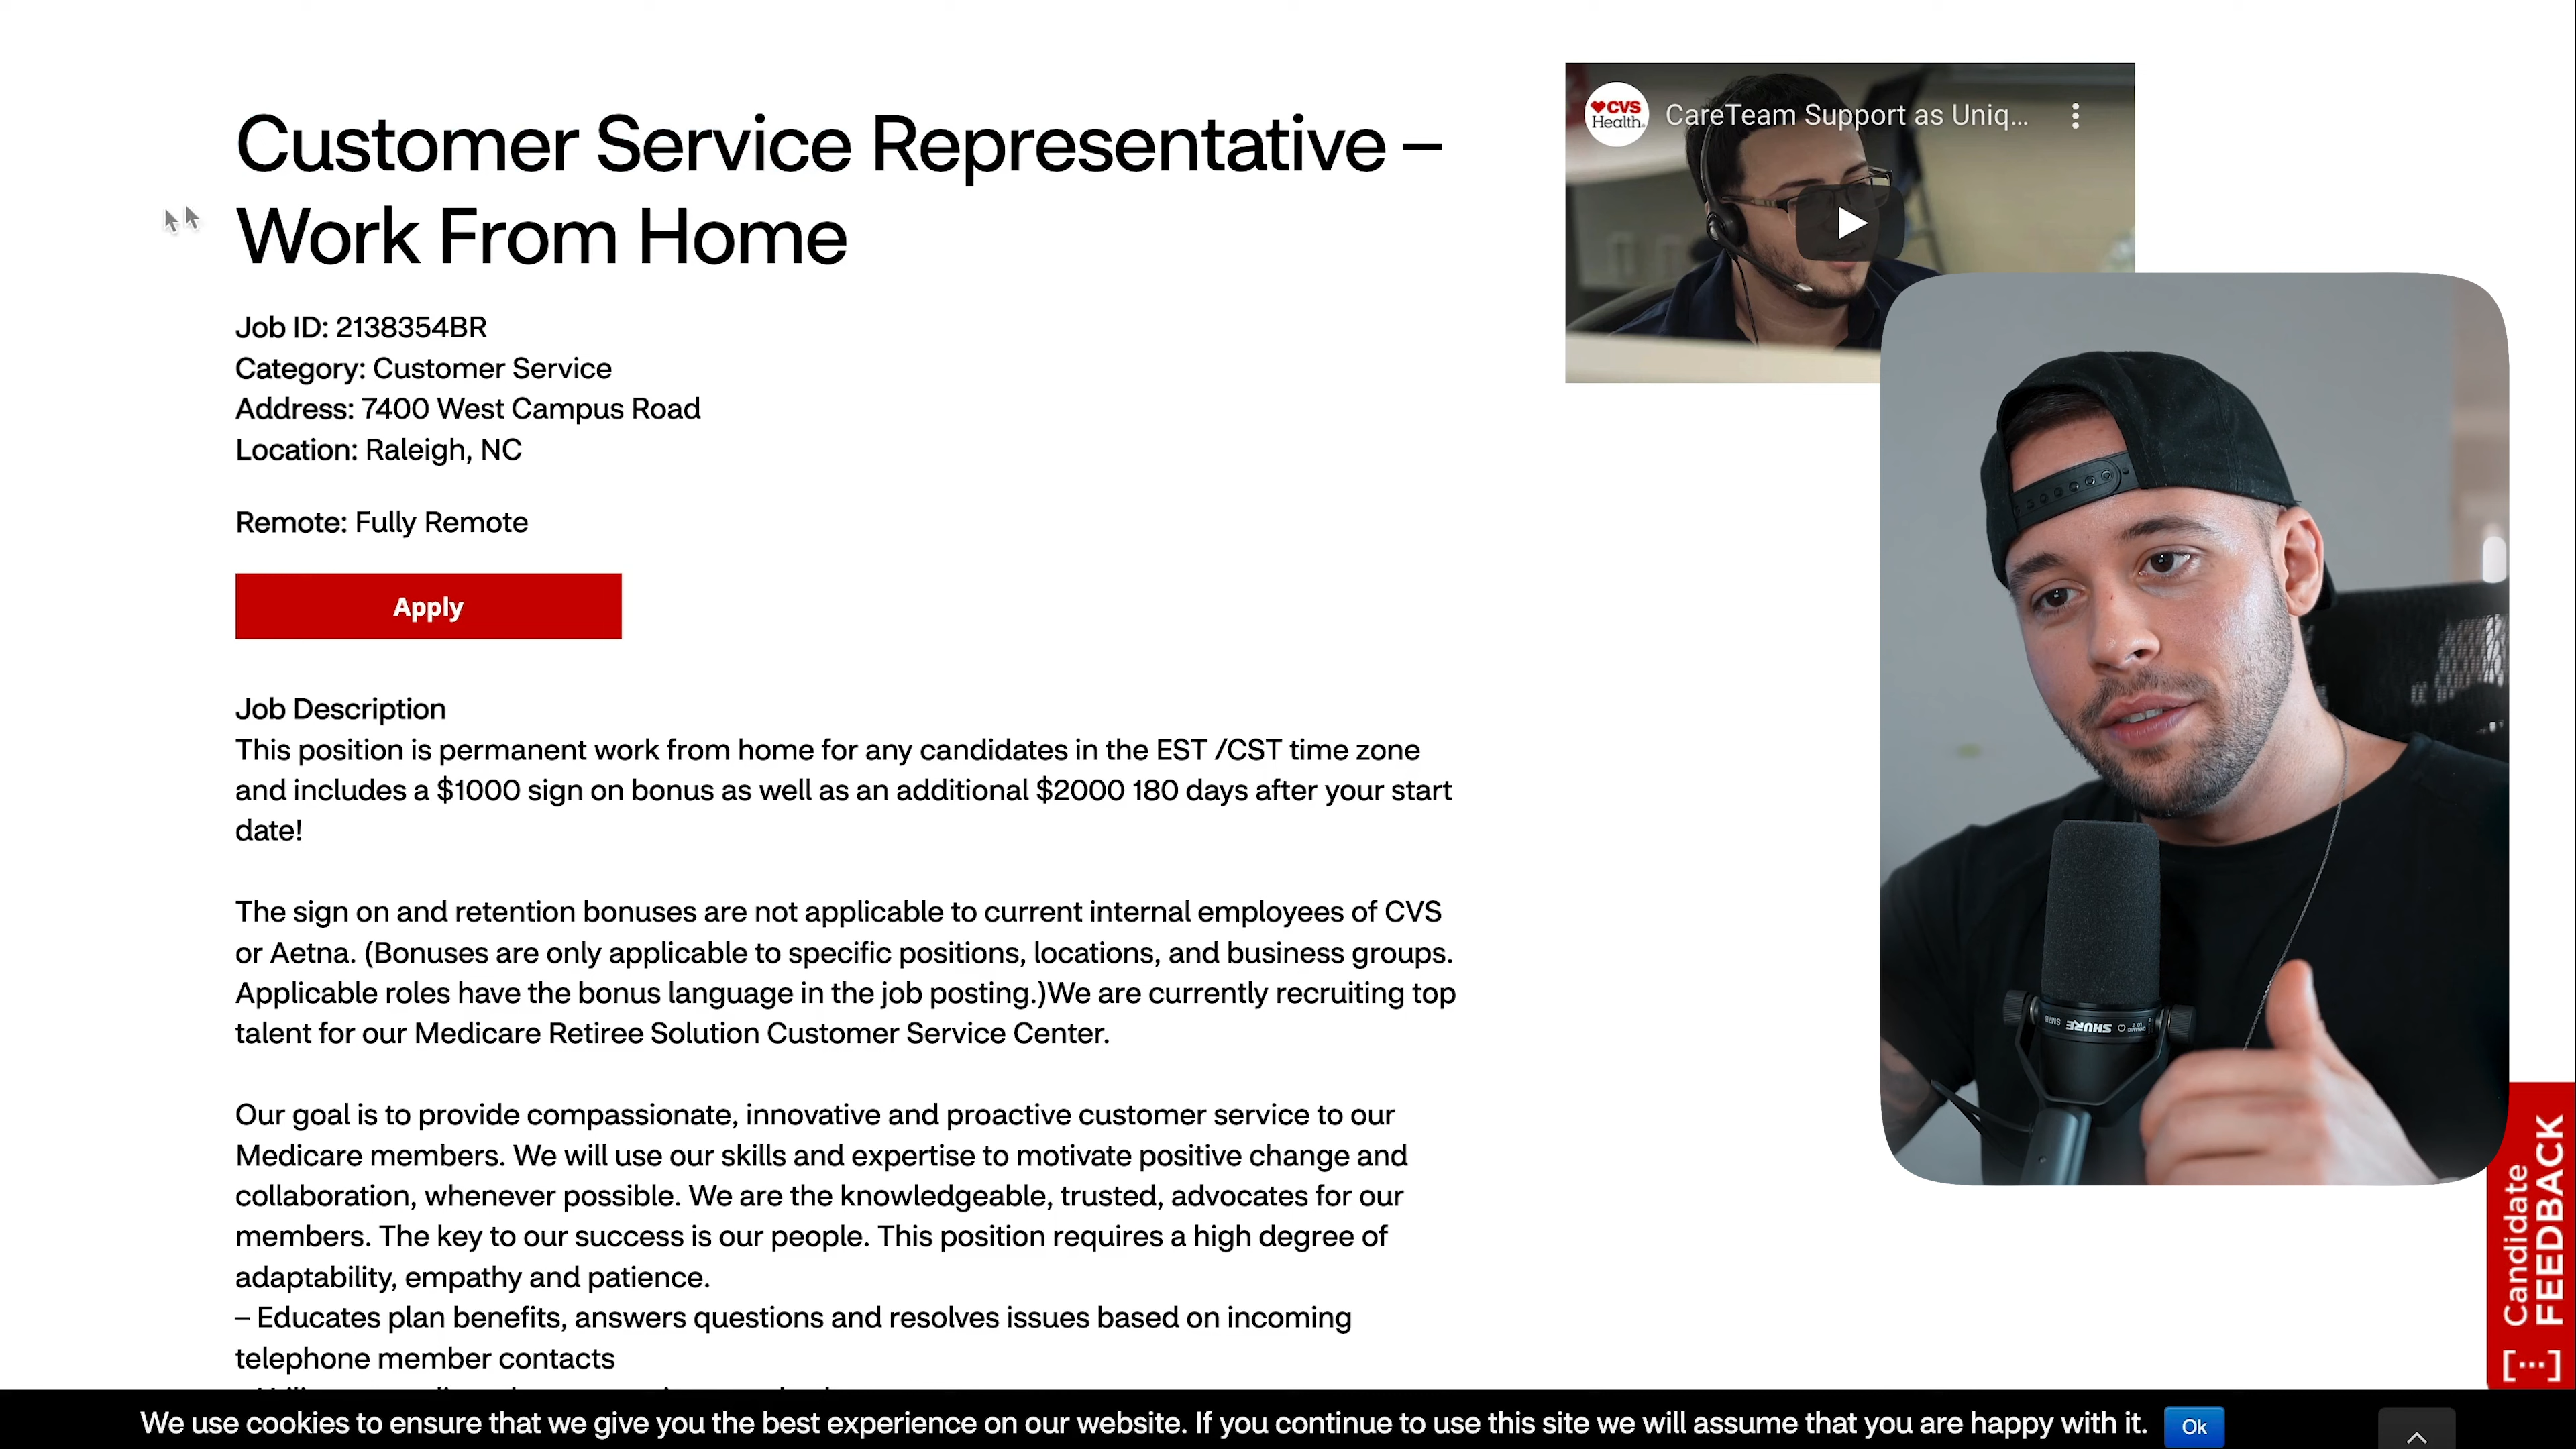 Customer Service Representative –
Work From Home
Job ID: 2138354BR
Category: Customer Service
Address: 7400 West Campus Road
Location: Raleigh, NC
Remote: Fully Remote
Apply
Job Description
This position is permanent work from home for any candidates in the EST /CST time zone
and includes a $1000 sign on bonus as well as an additional $2000 180 days after your start
date!
The sign on and retention bonuses are not applicable to current internal employees of CVS
or Aetna. (Bonuses are only applicable to specific positions, locations, and business groups.
Applicable roles have the bonus language in the job posting.)We are currently recruiting top
talent for our Medicare Retiree Solution Customer Service Center.
Our goal is to provide compassionate, innovative and proactive customer service to our
Medicare members. We will use our skills and expertise to motivate positive change and
collaboration, whenever possible. We are the knowledgeable, trusted, advocates for our
members. The key to our success is our people. This position requires a high degree of
adaptability, empathy and patience.
– Educates plan benefits, answers questions and resolves issues based on incoming
telephone member contacts
CVS
Health
CareTeam Support as Uniq...
SHURE SM7B
Candidate
FEEDBACK
[...]
We use cookies to ensure that we give you the best experience on our website. If you continue to use this site we will assume that you are happy with it.
Ok